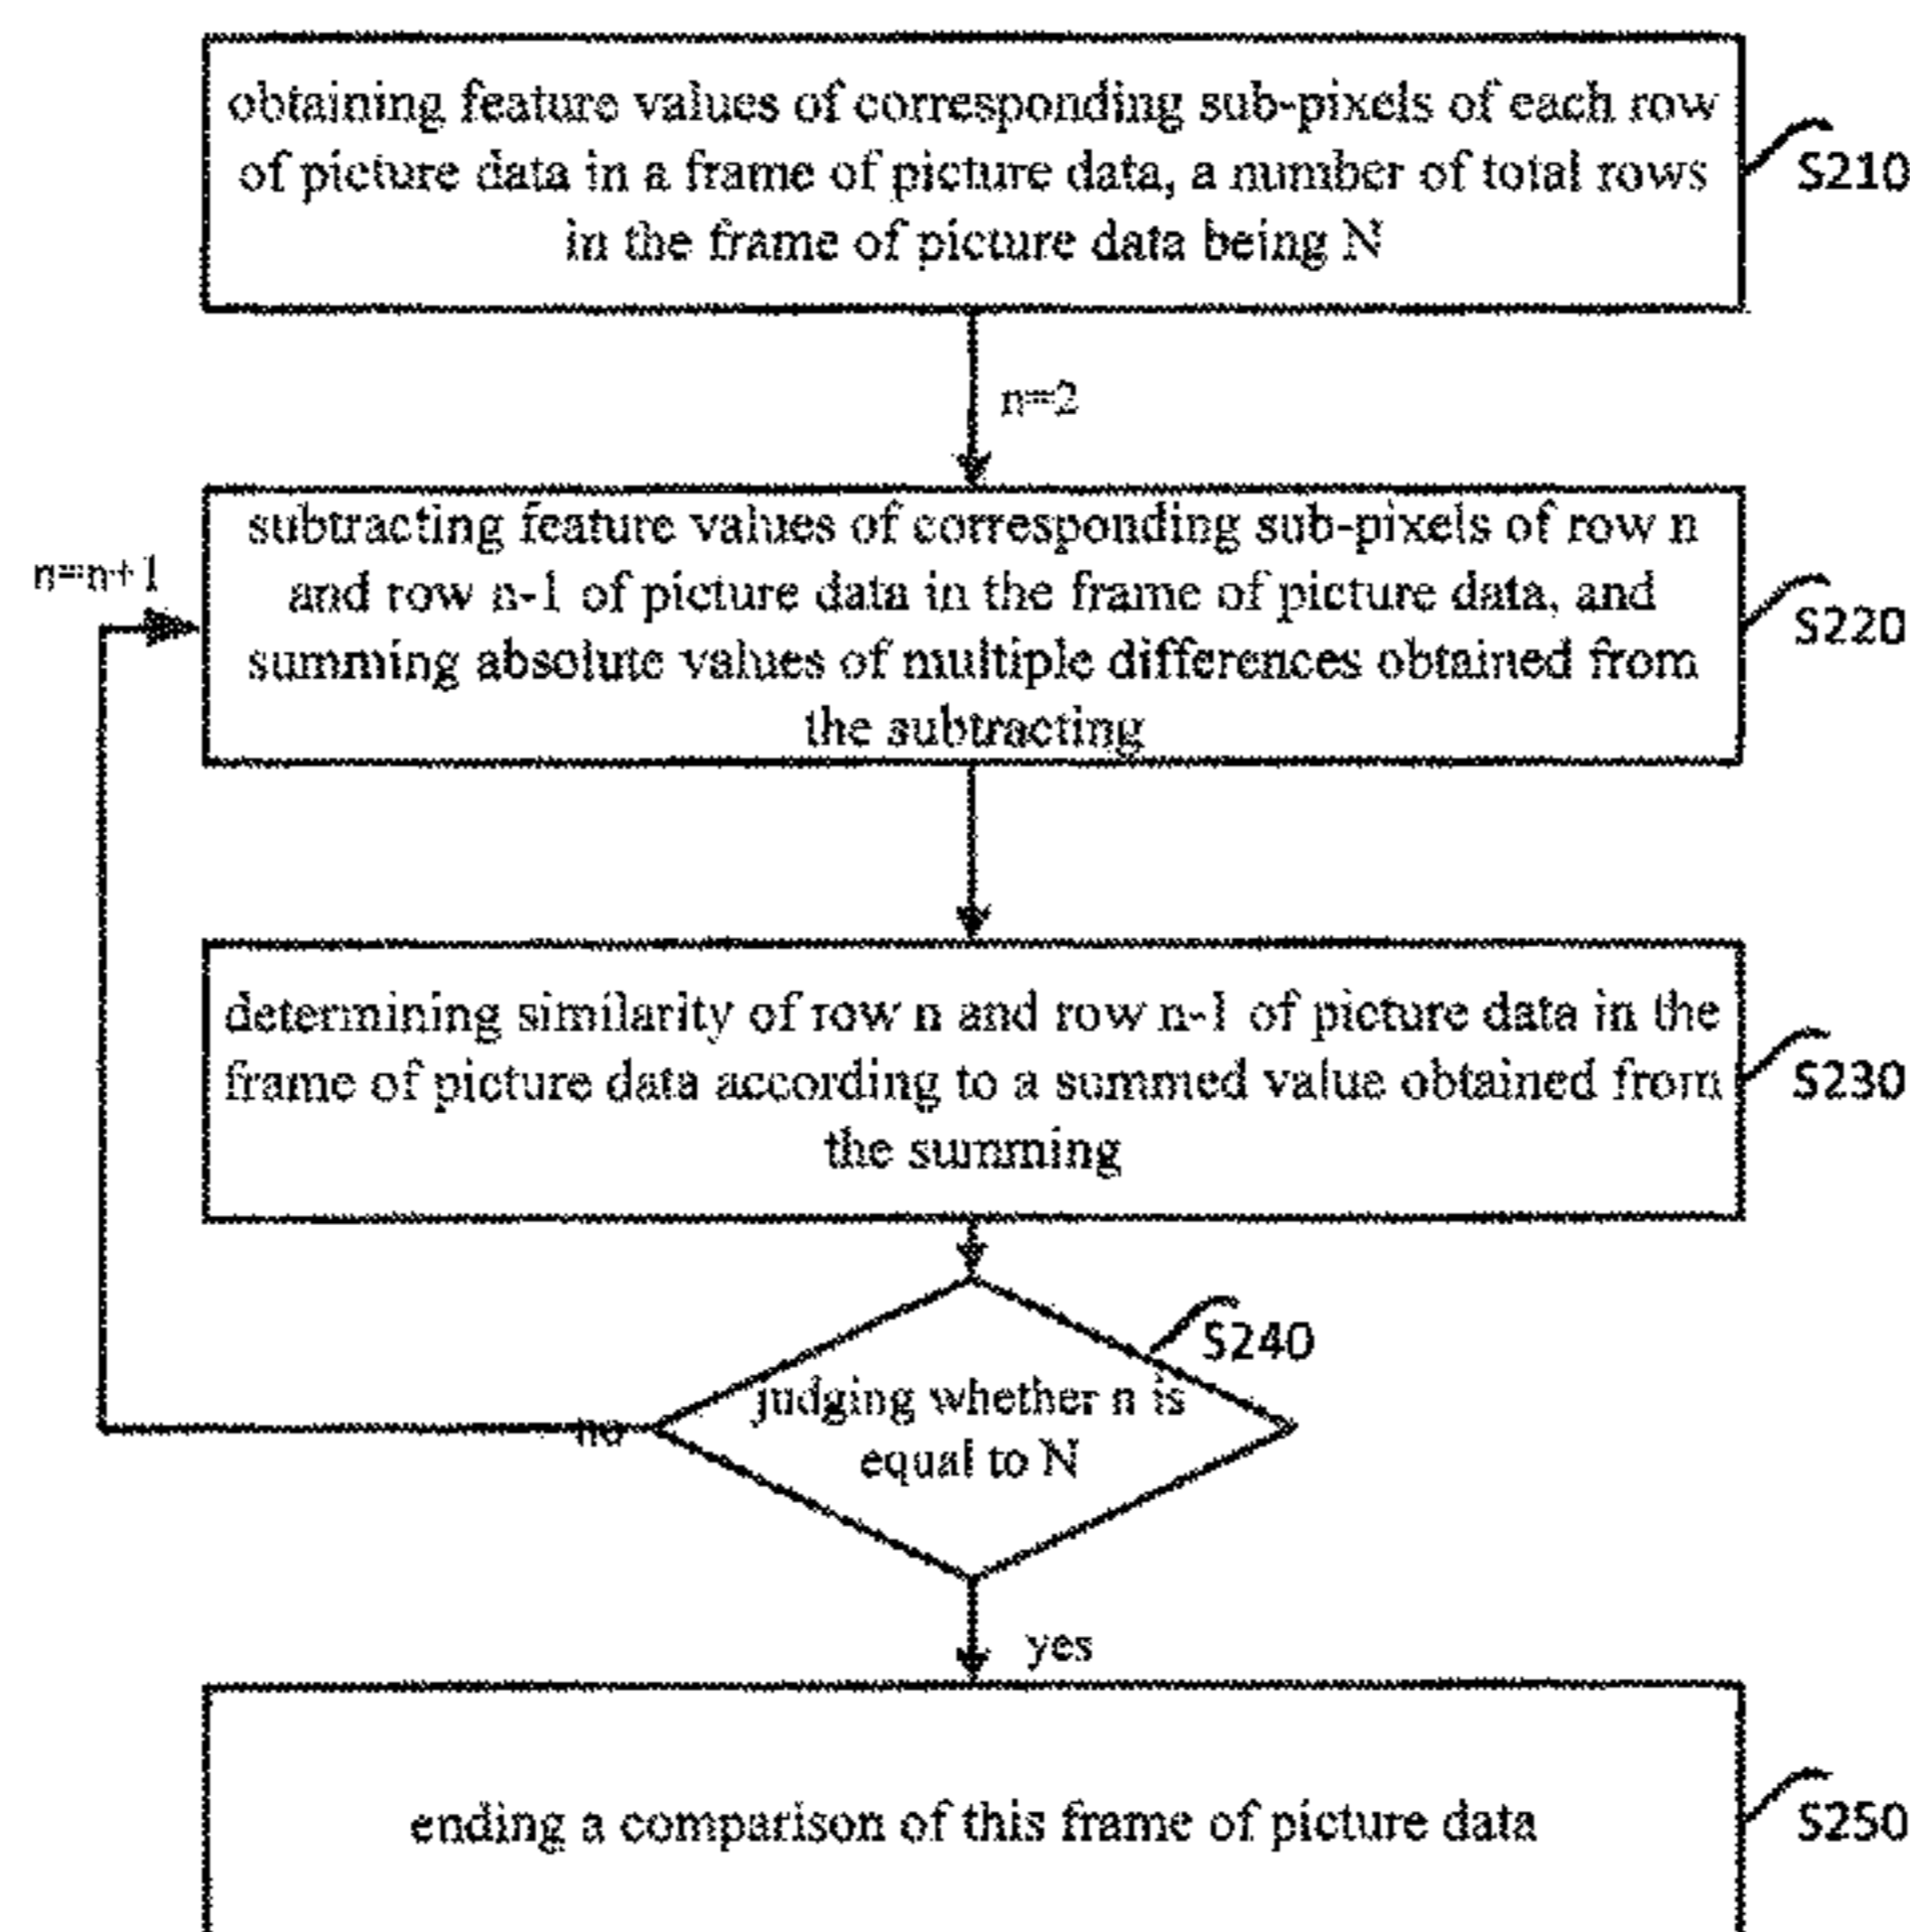 obtaining feature values of corresponding sub-pixels of each row
of picture data in a frame of picture data, a number of total rows
in the frame of picture data being N
S210
n=2
subtracting feature values of corresponding sub-pixels of row n
and row n-1 of picture data in the frame of picture data, and
summing absolute values of multiple differences obtained from
the subtracting
n=n+1
S220
determining similarity of row n and row n-1 of picture data in the
frame of picture data according to a summed value obtained from
the summing
S230
S240
judging whether n is
equal to N
no
yes
ending a comparison of this frame of picture data
S250